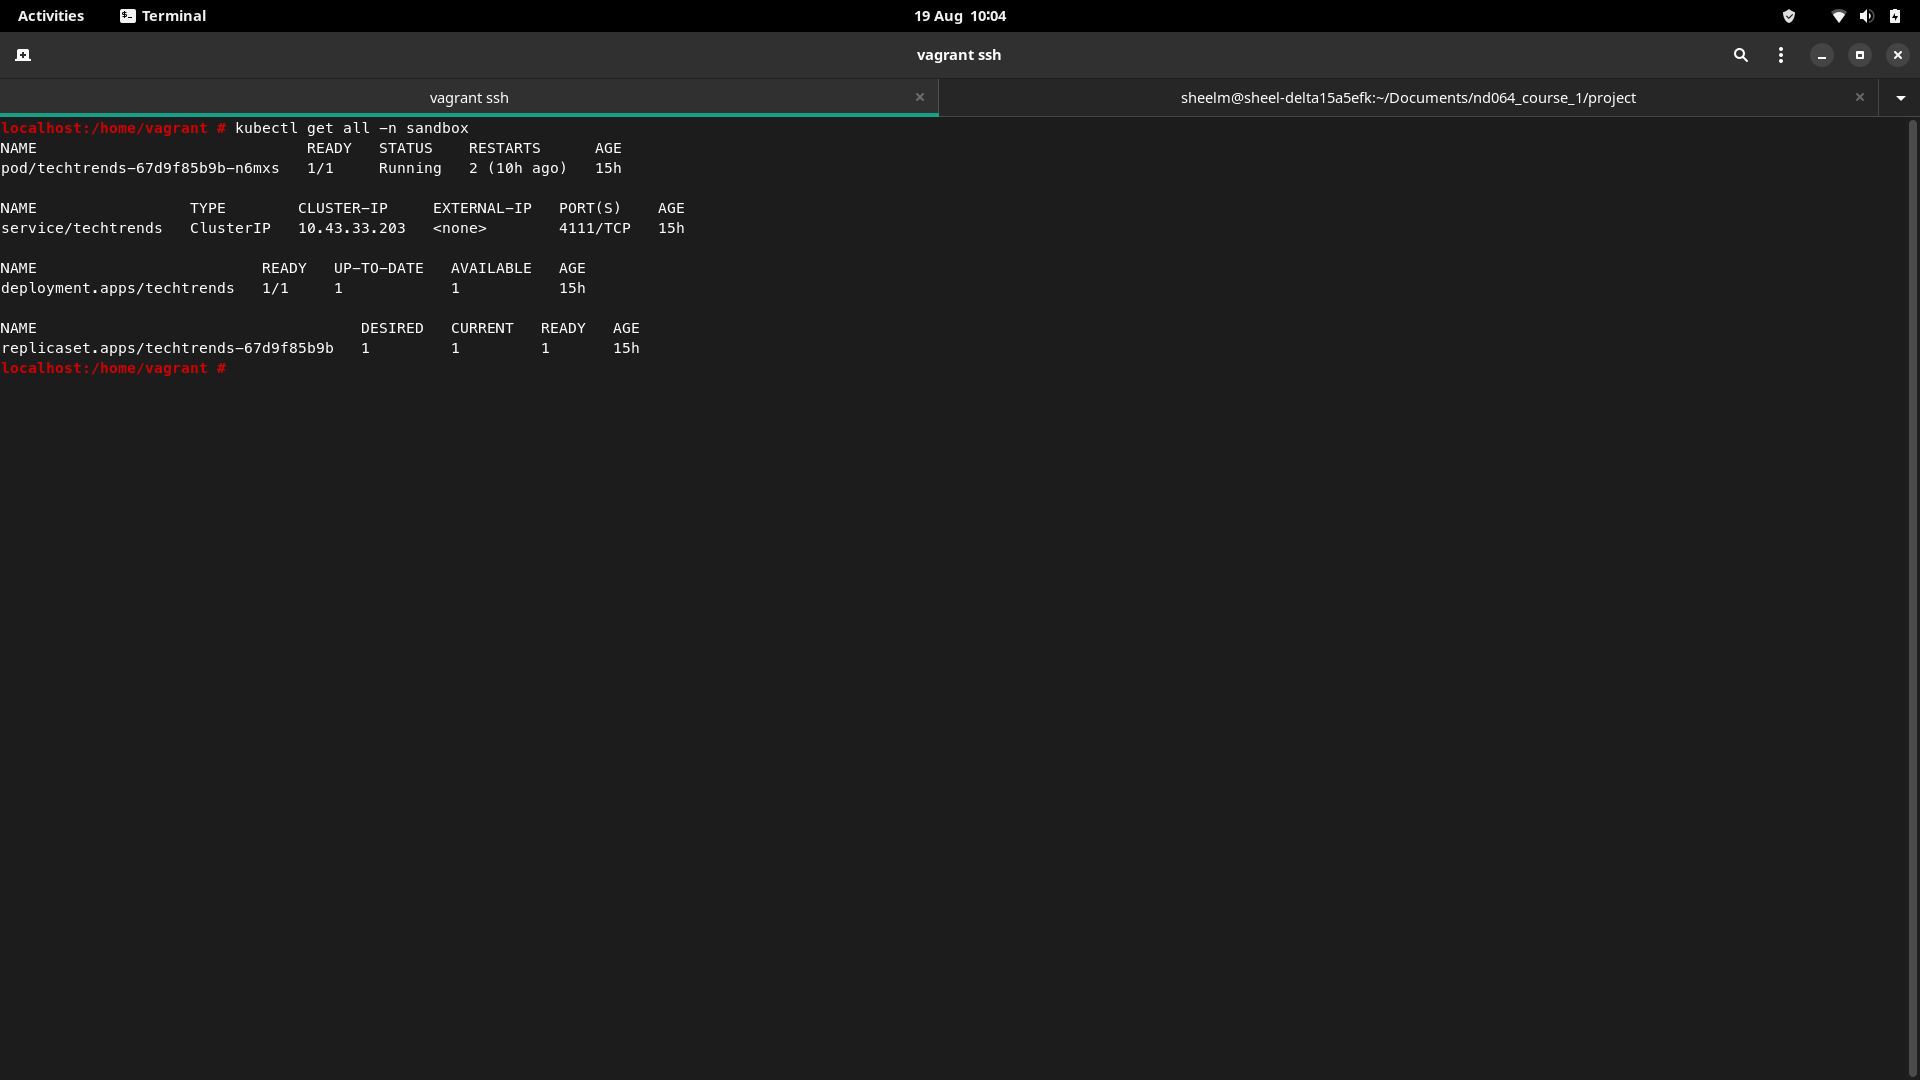 Activities Terminal 19 Aug 10:04
vagrant ssh
vagrant ssh sheelm@sheel-delta15a5efk:~/Documents/nd064_course_1/project
localhost:/home/vagrant # kubectl get all -n sandbox
NAME READY STATUS RESTARTS AGE
pod/techtrends-67d9f85b9b-n6mxs 1/1 Running 2 (10h ago) 15h
NAME TYPE CLUSTER-IP EXTERNAL-IP PORT(S) AGE
service/techtrends ClusterIP 10.43.33.203 <none> 4111/TCP 15h
NAME READY UP-TO-DATE AVAILABLE AGE
deployment.apps/techtrends 1/1 1 1 15h
NAME DESIRED CURRENT READY AGE
replicaset.apps/techtrends-67d9f85b9b 1 1 1 15h
localhost:/home/vagrant #